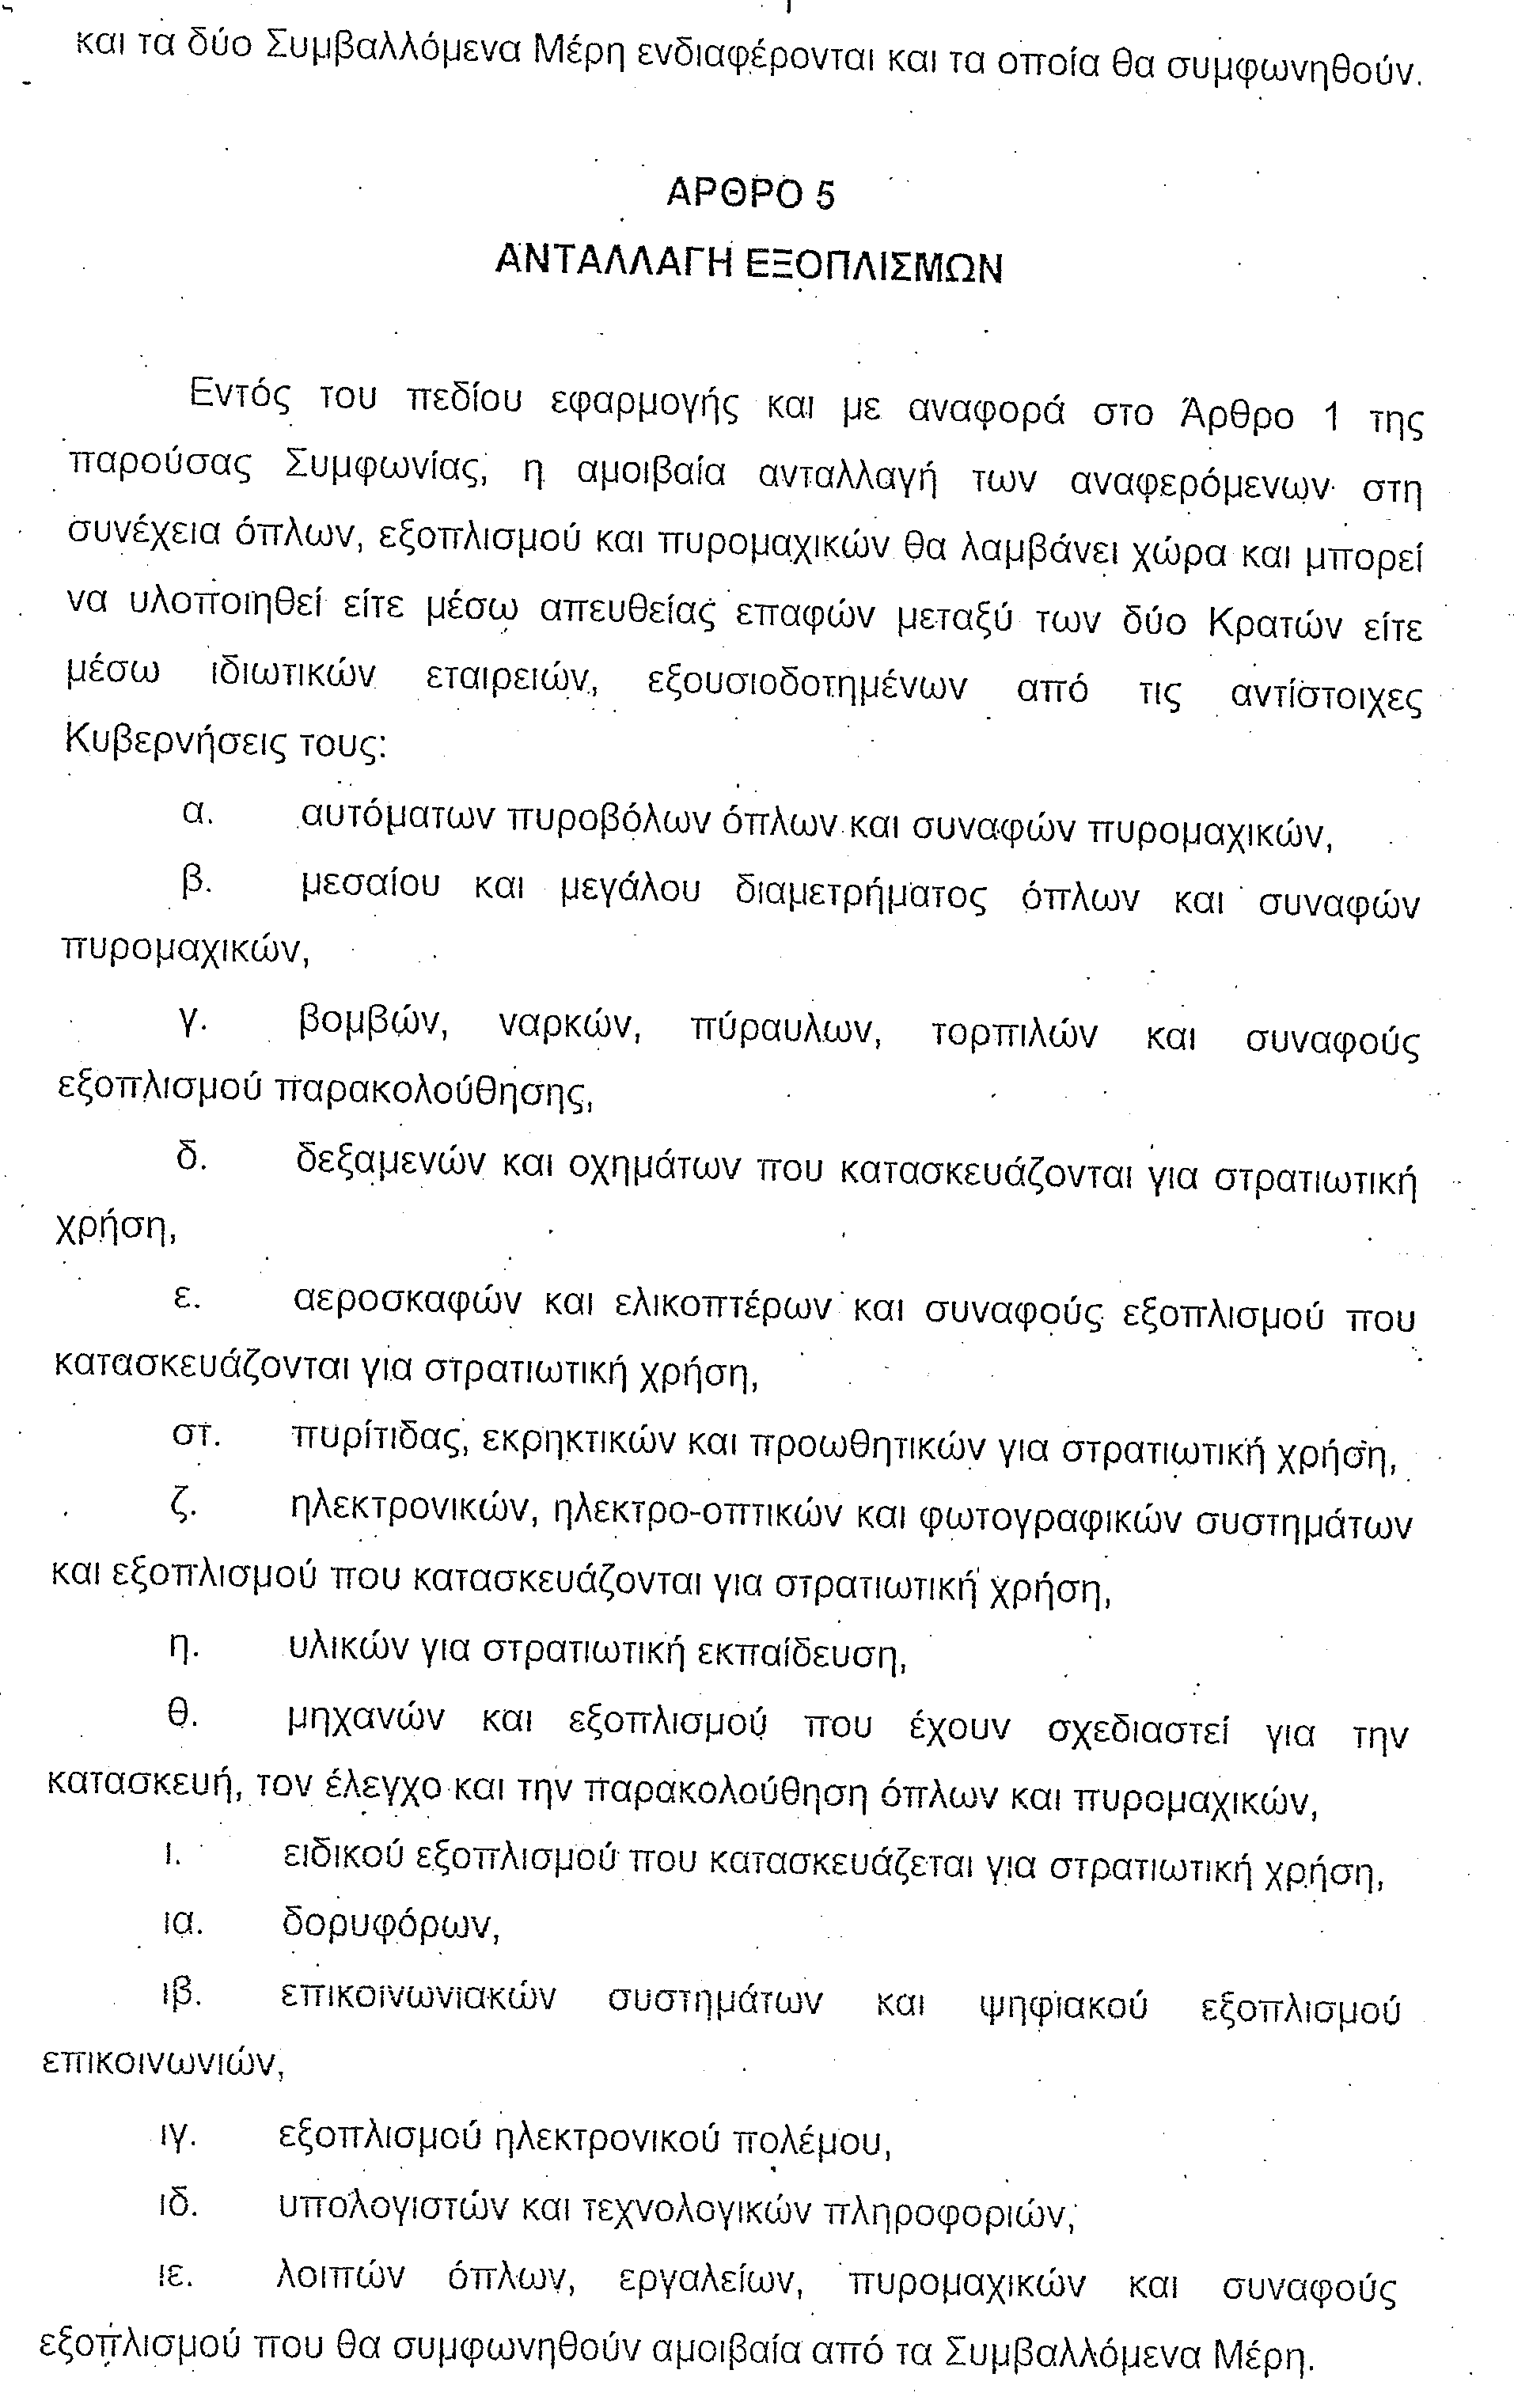 και τα δύο Συμβαλλόμενα Μέρη ενδιαφέρονται και τα οποία θα συμφωνηθούν.
ΑΡΘΡΟ 5
ΑΝΤΑΛΛΑΓΗ ΕΞΟΠΛΙΣΜΩΝ
Εντός του πεδίου εφαρμογής και με αναφορά στο Άρθρο 1 της
παρούσας Συμφωνίας, η αμοιβαία ανταλλαγή των αναφερόμενων στη
συνέχεια όπλων, εξοπλισμού και πυρομαχικών θα λαμβάνει χώρα και μπορεί
να υλοποιηθεί είτε μέσω απευθείας επαφών μεταξύ των δύο Κρατών είτε
μέσω ιδιωτικών εταιρειών, εξουσιοδοτημένων από τις αντίστοιχες
Κυβερνήσεις τους:
α. αυτόματων πυροβόλων όπλων και συναφών πυρομαχικών,
β. μεσαίου και μεγάλου διαμετρήματος όπλων και συναφών
πυρομαχικών,
γ. βομβών, ναρκών, πύραυλων, τορπιλών και συναφούς
εξοπλισμού παρακολούθησης,
δ. δεξαμενών και οχημάτων που κατασκευάζονται για στρατιωτική
χρήση,
ε. αεροσκαφών και ελικοπτέρων και συναφούς εξοπλισμού που
κατασκευάζονται για στρατιωτική χρήση,
στ. πυρίτιδας, εκρηκτικών και προωθητικών για στρατιωτική χρήση,
ζ. ηλεκτρονικών, ηλεκτρο-οπτικών και φωτογραφικών συστημάτων
και εξοπλισμού που κατασκευάζονται για στρατιωτική χρήση,
η. υλικών για στρατιωτική εκπαίδευση,
θ. μηχανών και εξοπλισμού που έχουν σχεδιαστεί για την
κατασκευή, τον έλεγχο και την παρακολούθηση όπλων και πυρομαχικών,
ι. ειδικού εξοπλισμού που κατασκευάζεται για στρατιωτική χρήση,
ια. δορυφόρων,
ιβ. επικοινωνιακών συστημάτων και ψηφιακού εξοπλισμού
επικοινωνιών,
ιγ. εξοπλισμού ηλεκτρονικού πολέμου,
ιδ. υπολογιστών και τεχνολογικών πληροφοριών,
ιε. λοιπών όπλων, εργαλείων, πυρομαχικών και συναφούς
εξοπλισμού που θα συμφωνηθούν αμοιβαία από τα Συμβαλλόμενα Μέρη.